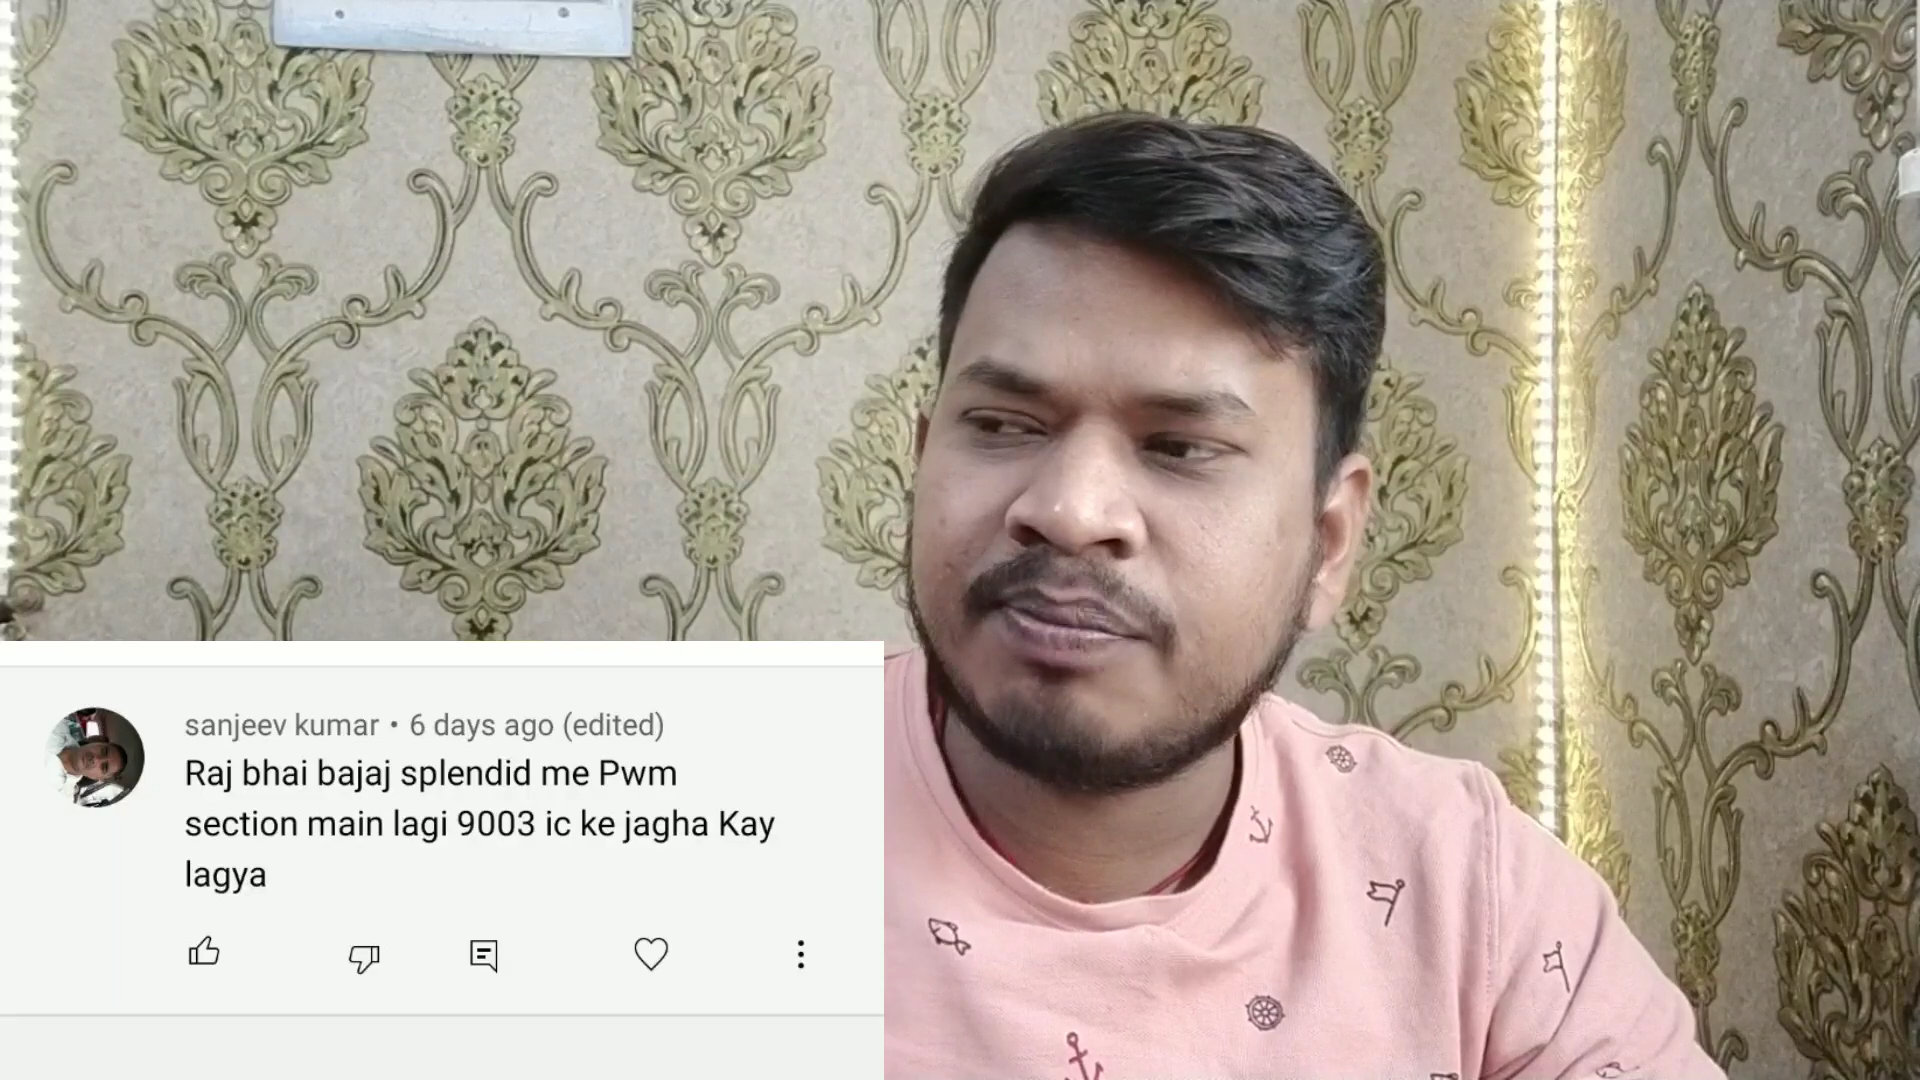 sanjeev kumar • 6 days ago (edited)
Raj bhai bajaj splendid me Pwm
section main lagi 9003 ic ke jagha Kay
lagya